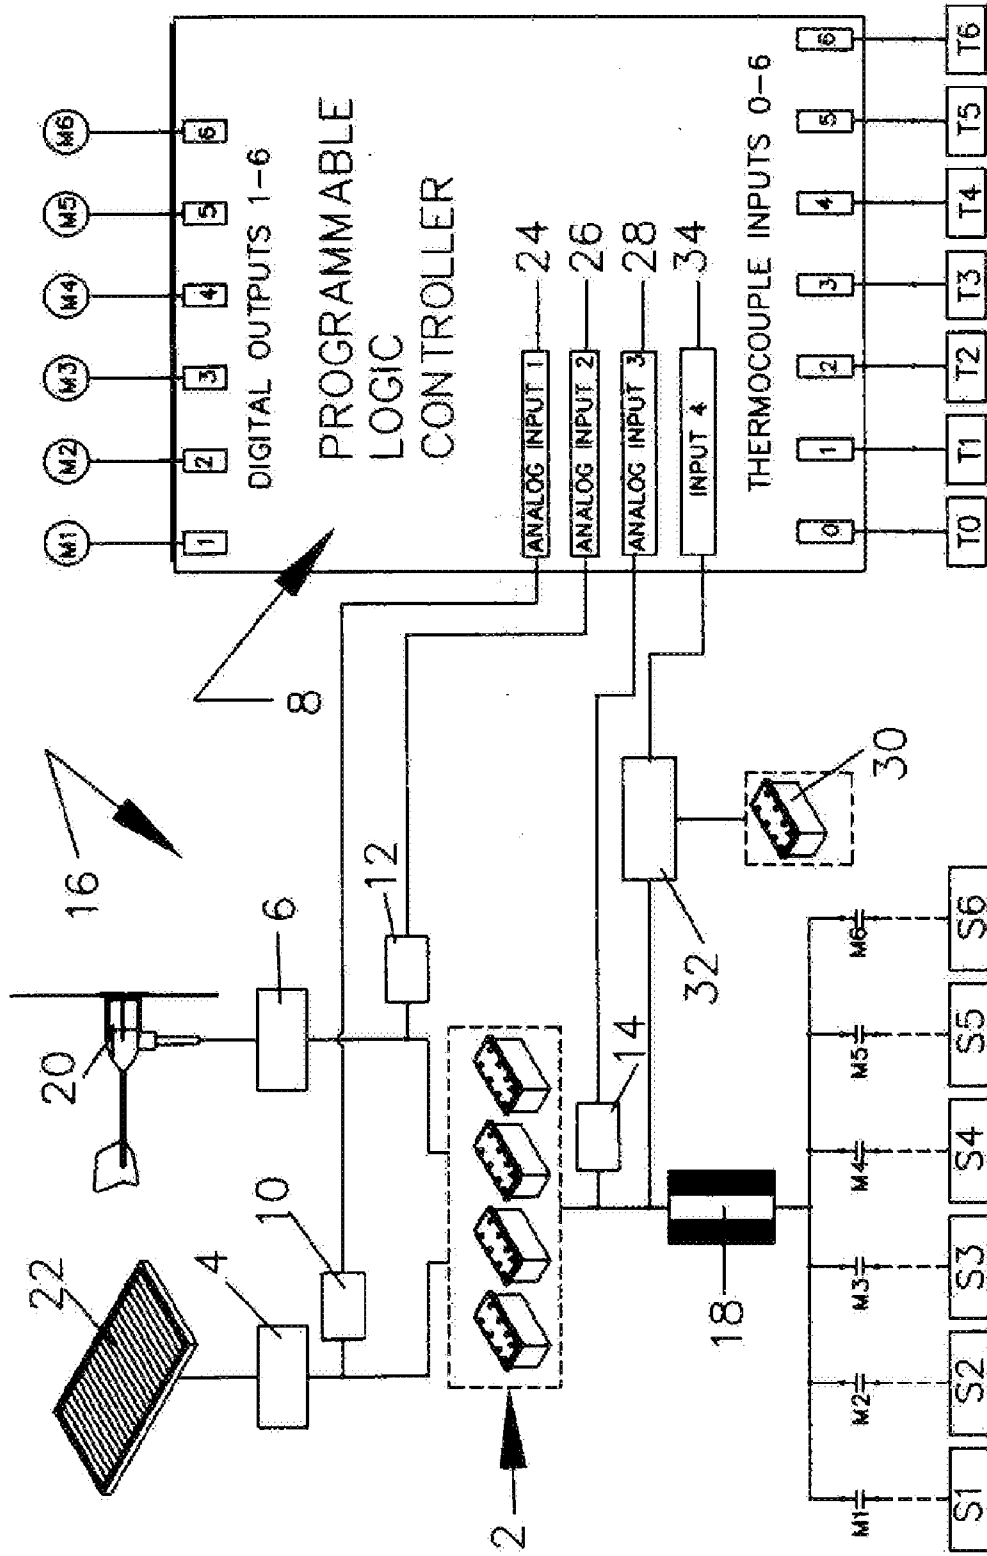 M1 M2 M3 M4 M5 M6
22
20
16
1 2 3 4 5 6
DIGITAL OUTPUTS 1-6
4
10
6
12
8
PROGRAMMABLE
LOGIC
CONTROLLER
ANALOG INPUT 1
24
ANALOG INPUT 2
26
ANALOG INPUT 3
28
INPUT 4
34
2
14
32
30
18
THERMOCOUPLE INPUTS 0-6
0 1 2 3 4 5 6
M1 M2 M3 M4 M5 M6
S1 S2 S3 S4 S5 S6
T0 T1 T2 T3 T4 T5 T6